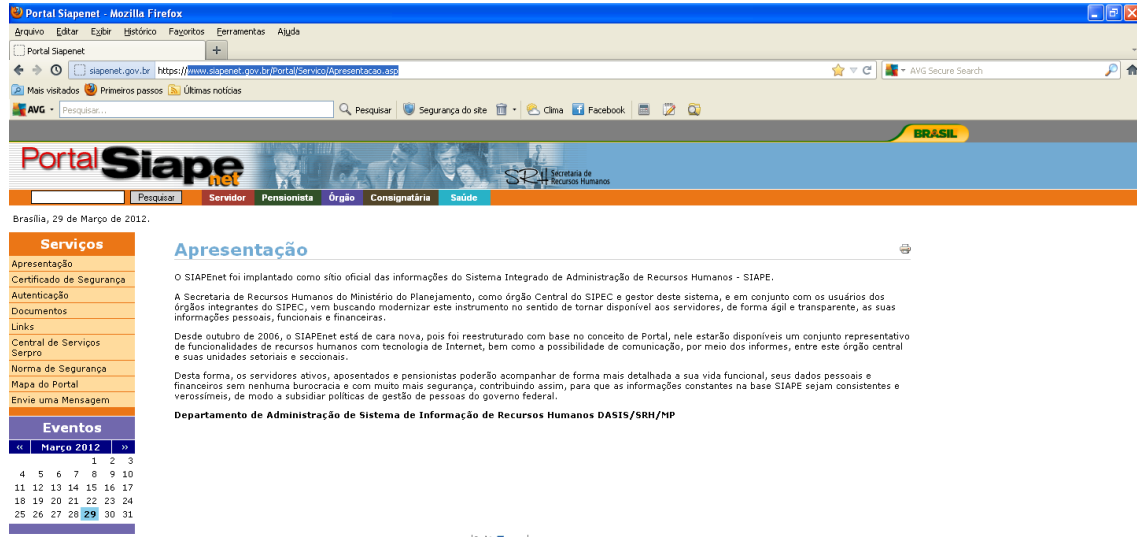 Portal Siapenet - Mozilla Firefox
Arquivo Editar Exibir Histórico Favoritos Ferramentas Ajuda
Portal Siapenet +
siapenet.gov.br https://www.siapenet.gov.br/Portal/Servico/Apresentacao.asp AVG Secure Search
Mais visitados Primeiros passos Últimas notícias
AVG Pesquisar... Pesquisar Segurança do site Clima Facebook
BRASIL
Portal Siape net SRH Secretaria de Recursos Humanos
Pesquisar Servidor Pensionista Órgão Consignatária Saúde
Brasília, 29 de Março de 2012.
Serviços
Apresentação
Certificado de Segurança
Autenticação
Documentos
Links
Central de Serviços
Serpro
Norma de Segurança
Mapa do Portal
Envie uma Mensagem
Eventos
« Março 2012 »
1 2 3
4 5 6 7 8 9 10
11 12 13 14 15 16 17
18 19 20 21 22 23 24
25 26 27 28 29 30 31
Apresentação
O SIAPEnet foi implantado como sítio oficial das informações do Sistema Integrado de Administração de Recursos Humanos - SIAPE.
A Secretaria de Recursos Humanos do Ministério do Planejamento, como órgão Central do SIPEC e gestor deste sistema, e em conjunto com os usuários dos
órgãos integrantes do SIPEC, vem buscando modernizar este instrumento no sentido de tornar disponível aos servidores, de forma ágil e transparente, as suas
informações pessoais, funcionais e financeiras.
Desde outubro de 2006, o SIAPEnet está de cara nova, pois foi reestruturado com base no conceito de Portal, nele estarão disponíveis um conjunto representativo
de funcionalidades de recursos humanos com tecnologia de Internet, bem como a possibilidade de comunicação, por meio dos informes, entre este órgão central
e suas unidades setoriais e seccionais.
Desta forma, os servidores ativos, aposentados e pensionistas poderão acompanhar de forma mais detalhada a sua vida funcional, seus dados pessoais e
financeiros sem nenhuma burocracia e com muito mais segurança, contribuindo assim, para que as informações constantes na base SIAPE sejam consistentes e
verossímeis, de modo a subsidiar políticas de gestão de pessoas do governo federal.
Departamento de Administração de Sistema de Informação de Recursos Humanos DASIS/SRH/MP